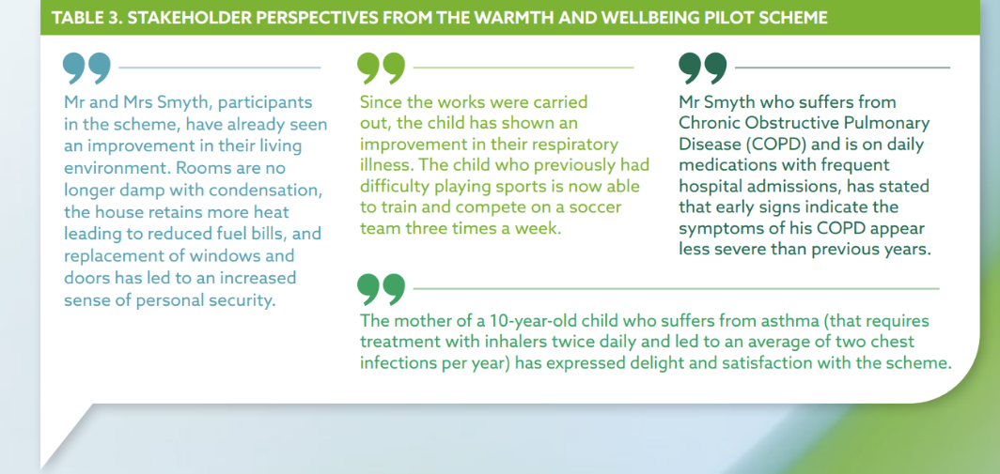 TABLE 3. STAKEHOLDER PERSPECTIVES FROM THE WARMTH AND WELLBEING PILOT SCHEME
Mr and Mrs Smyth, participants
in the scheme, have already seen
an improvement in their living
environment. Rooms are no
longer damp with condensation,
the house retains more heat
leading to reduced fuel bills, and
replacement of windows and
doors has led to an increased
sense of personal security.
Since the works were carried
out, the child has shown an
improvement in their respiratory
illness. The child who previously had
difficulty playing sports is now able
to train and compete on a soccer
team three times a week.
Mr Smyth who suffers from
Chronic Obstructive Pulmonary
Disease (COPD) and is on daily
medications with frequent
hospital admissions, has stated
that early signs indicate the
symptoms of his COPD appear
less severe than previous years.
The mother of a 10-year-old child who suffers from asthma (that requires
treatment with inhalers twice daily and led to an average of two chest
infections per year) has expressed delight and satisfaction with the scheme.